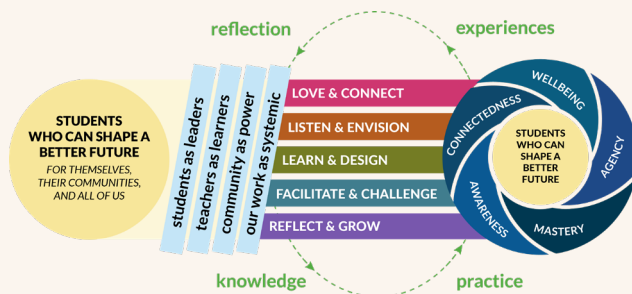 reflection
experiences
STUDENTS
WHO CAN SHAPE A
BETTER FUTURE
FOR THEMSELVES,
THEIR COMMUNITIES,
AND ALL OF US
students as leaders
teachers as learners
community as power
our work as systemic
LOVE & CONNECT
LISTEN & ENVISION
LEARN & DESIGN
FACILITATE & CHALLENGE
REFLECT & GROW
CONNECTEDNESS
WELLBEING
AGENCY
MASTERY
AWARENESS
STUDENTS
WHO CAN
SHAPE A
BETTER
FUTURE
knowledge
practice